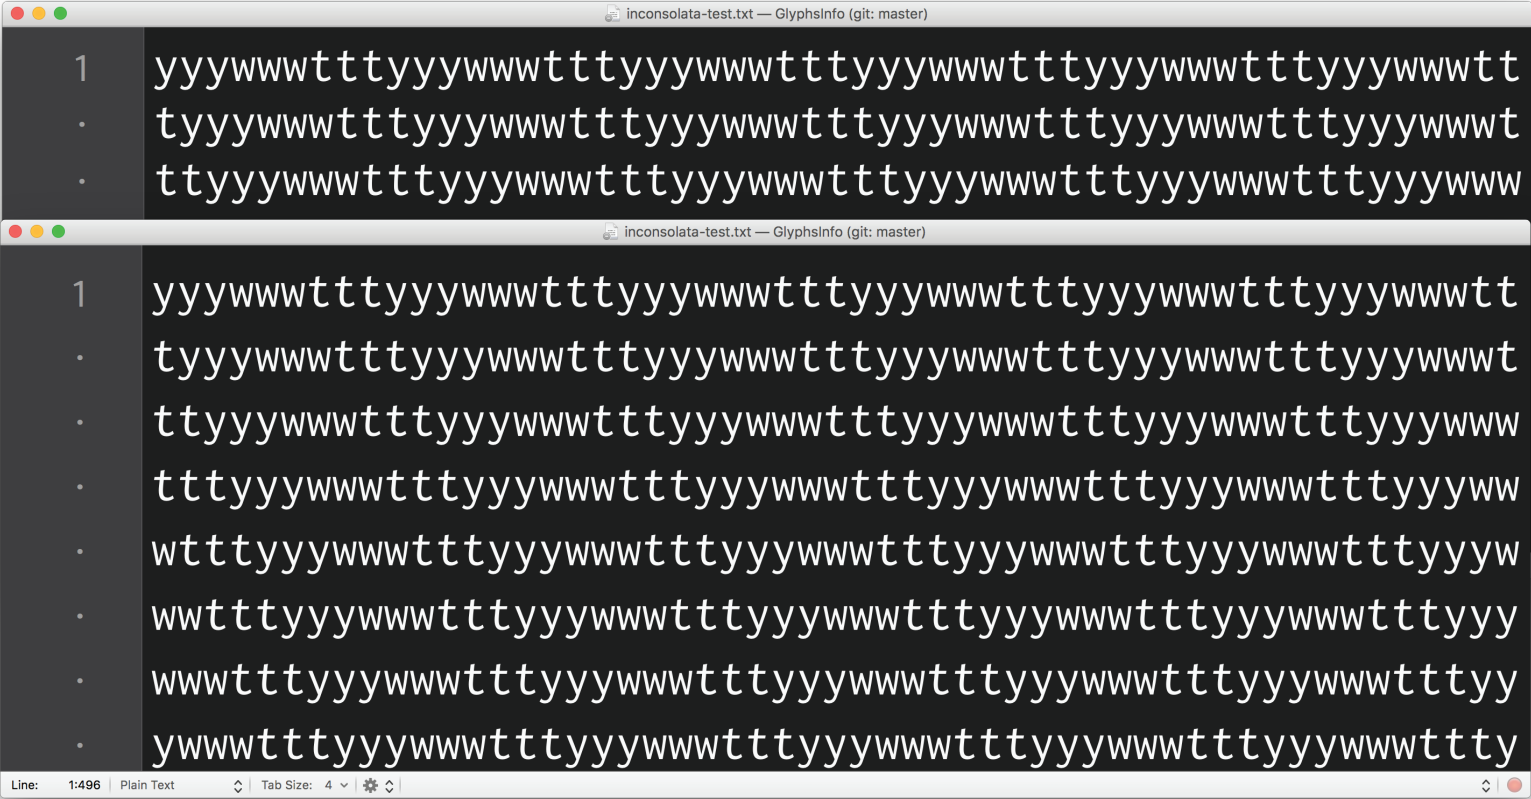 inconsolata-test.txt — GlyphsInfo (git: master)
1 yyywwwtttyyywwwtttyyywwwtttyyywwwtttyyywwwtttyyywwwtt
· tyyywwwtttyyywwwtttyyywwwtttyyywwwtttyyywwwtttyyywwwt
· ttyyywwwtttyyywwwtttyyywwwtttyyywwwtttyyywwwtttyyywww
inconsolata-test.txt — GlyphsInfo (git: master)
1 yyywwwtttyyywwwtttyyywwwtttyyywwwtttyyywwwtttyyywwwtt
· tyyywwwtttyyywwwtttyyywwwtttyyywwwtttyyywwwtttyyywwwt
· ttyyywwwtttyyywwwtttyyywwwtttyyywwwtttyyywwwtttyyywww
· tttyyywwwtttyyywwwtttyyywwwtttyyywwwtttyyywwwtttyyyww
· wtttyyywwwtttyyywwwtttyyywwwtttyyywwwtttyyywwwtttyyyw
· wwtttyyywwwtttyyywwwtttyyywwwtttyyywwwtttyyywwwtttyyy
· wwwtttyyywwwtttyyywwwtttyyywwwtttyyywwwtttyyywwwtttyy
· ywwwtttyyywwwtttyyywwwtttyyywwwtttyyywwwtttyyywwwttty
Line: 1:496 Plain Text Tab Size: 4